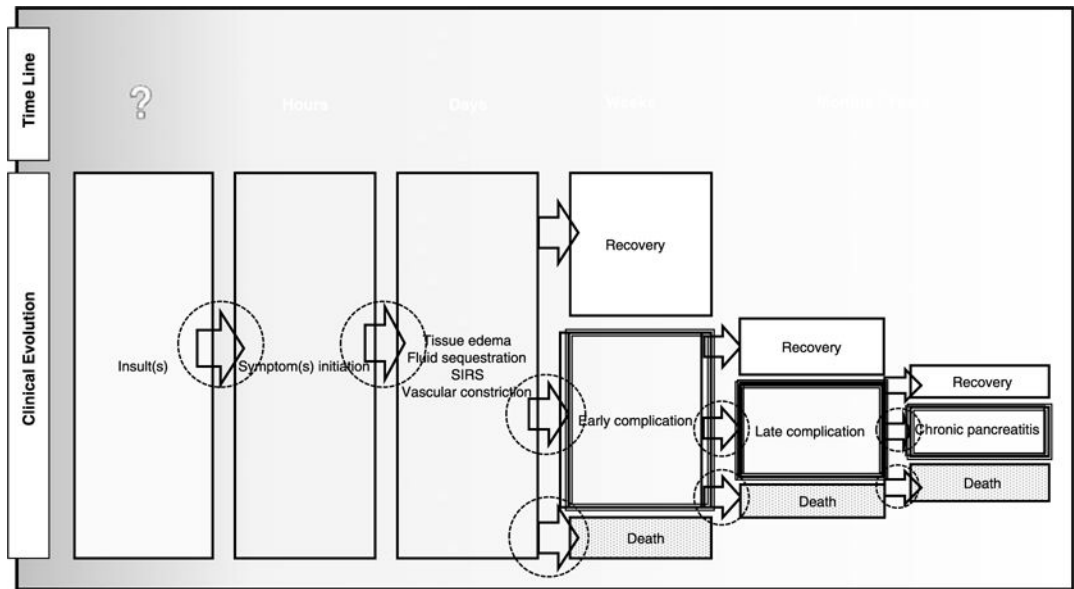 Time Line
?
Hours
Days
Weeks
Clinical Evolution
Insult(s)
Symptom(s) initiation
Tissue edema
Fluid sequestration
SIRS
Vascular constriction
Recovery
Early complication
Death
Recovery
Late complication
Death
Recovery
Chronic pancreatitis
Death